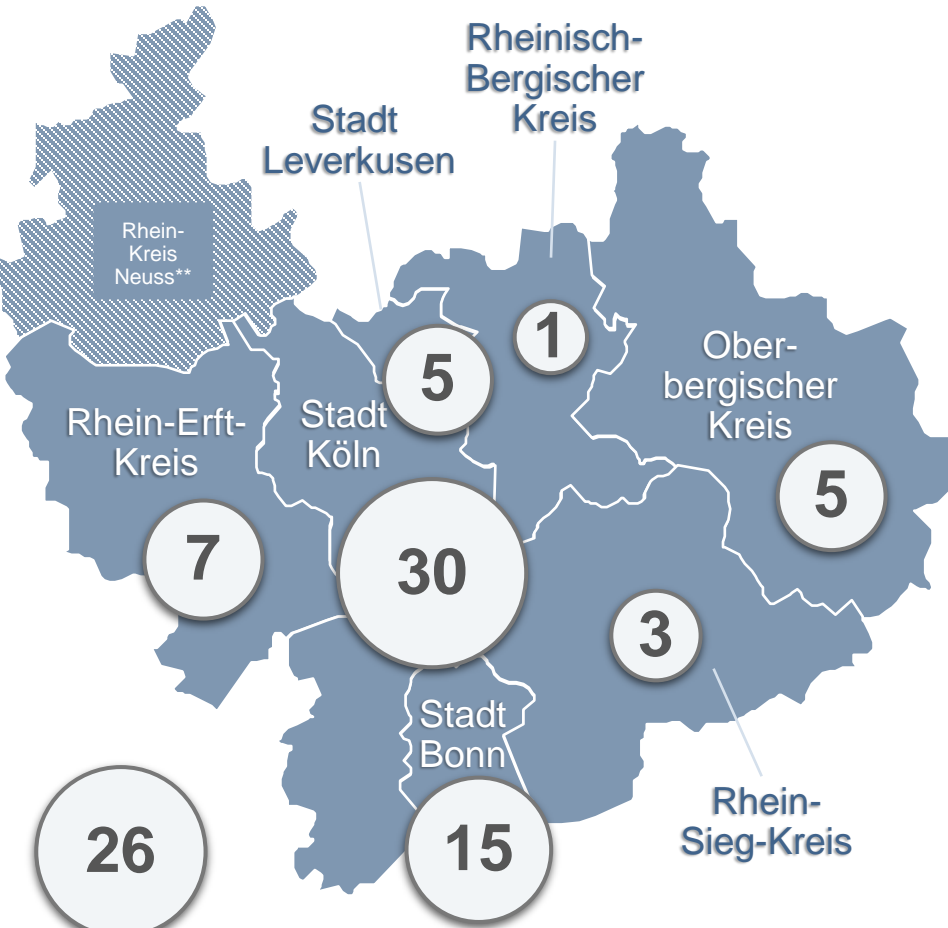 Rheinisch-
Bergischer
Kreis
Stadt
Leverkusen
Rhein-
Kreis
Neuss**
1
5
Ober-
bergischer
Kreis
Rhein-Erft-
Kreis
Stadt
Köln
5
7
30
3
Stadt
Bonn
Rhein-
Sieg-Kreis
26
15